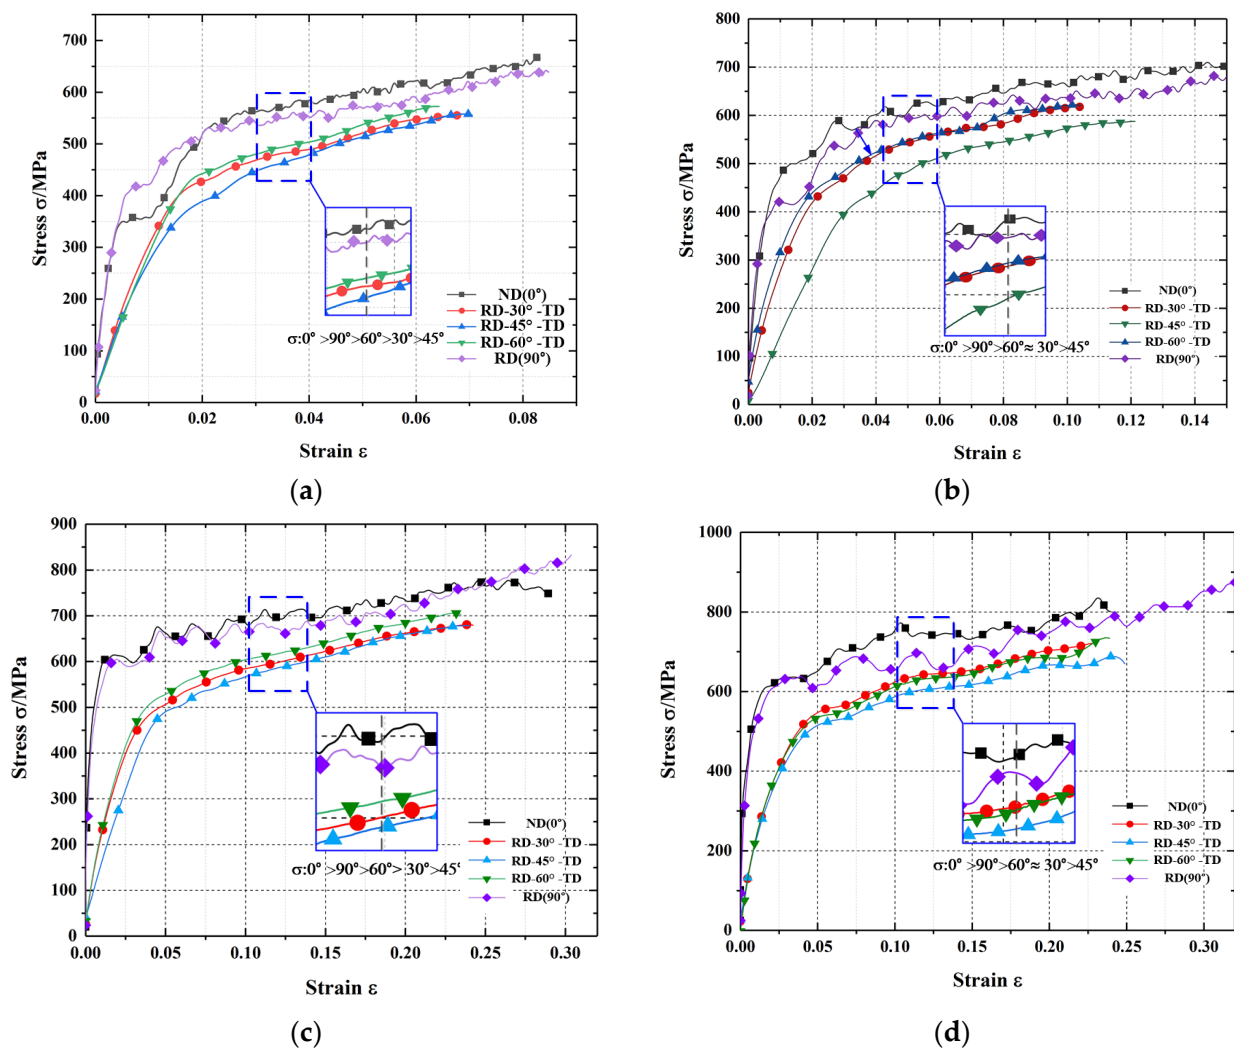 700
600
500
400
300
200
100
0
Stress σ/MPa
0.00 0.02 0.04 0.06 0.08
Strain ε
ND(0°)
RD-30° -TD
RD-45° -TD
RD-60° -TD
RD(90°)
σ:0° >90°>60°>30°>45°
(a)
800
700
600
500
400
300
200
100
0
Stress σ/MPa
0.00 0.02 0.04 0.06 0.08 0.10 0.12 0.14
Strain ε
ND(0°)
RD-30° -TD
RD-45° -TD
RD-60° -TD
RD(90°)
σ:0° >90°>60°≈ 30°>45°
(b)
900
800
700
600
500
400
300
200
100
0
Stress σ/MPa
0.00 0.05 0.10 0.15 0.20 0.25 0.30
Strain ε
ND(0°)
RD-30° -TD
RD-45° -TD
RD-60° -TD
RD(90°)
σ:0° >90°>60°> 30°>45°
(c)
1000
800
600
400
200
0
Stress σ/MPa
0.00 0.05 0.10 0.15 0.20 0.25 0.30
Strain ε
ND(0°)
RD-30° -TD
RD-45° -TD
RD-60° -TD
RD(90°)
σ:0° >90°>60°≈ 30°>45°
(d)